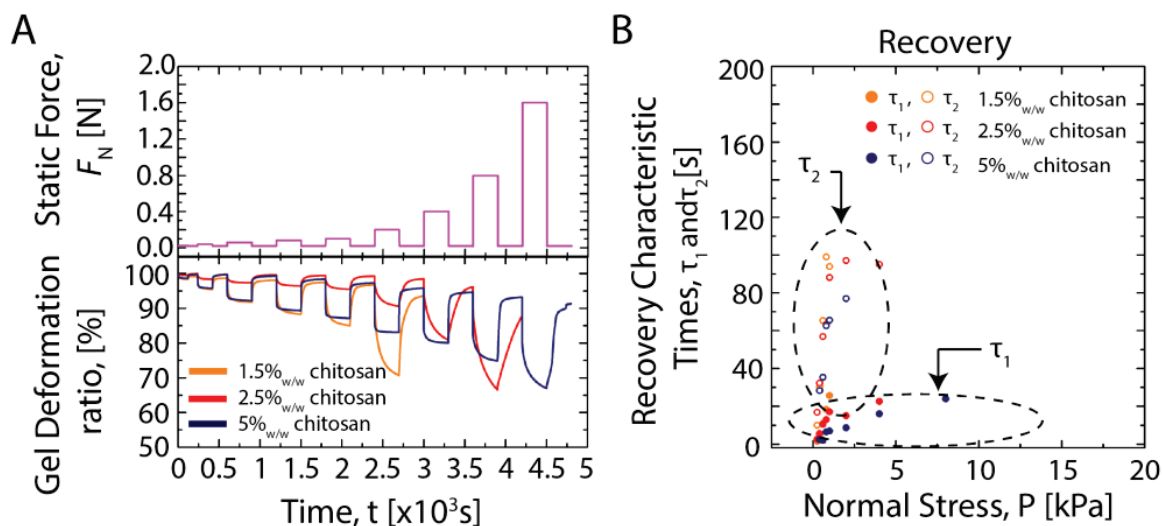 A
Static Force,
F_N [N]
2.0
1.6
1.2
0.8
0.4
0.0
Gel Deformation
ratio, [%]
100
90
80
70
60
50
1.5%w/w chitosan
2.5%w/w chitosan
5%w/w chitosan
0 0.5 1 1.5 2 2.5 3 3.5 4 4.5 5
Time, t [x10³s]
B
Recovery
Recovery Characteristic
Times, τ1 andτ2[s]
200
160
120
80
40
0
τ1, τ2 1.5%w/w chitosan
τ1, τ2 2.5%w/w chitosan
τ1, τ2 5%w/w chitosan
τ2
τ1
0 5 10 15 20
Normal Stress, P [kPa]